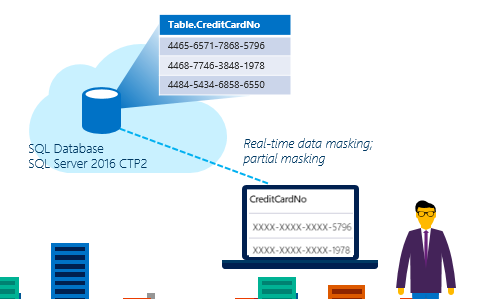 Table.CreditCardNo
4465-6571-7868-5796
4468-7746-3848-1978
4484-5434-6858-6550
SQL Database
SQL Server 2016 CTP2
Real-time data masking;
partial masking
CreditCardNo
XXXX-XXXX-XXXX-5796
XXXX-XXXX-XXXX-1978